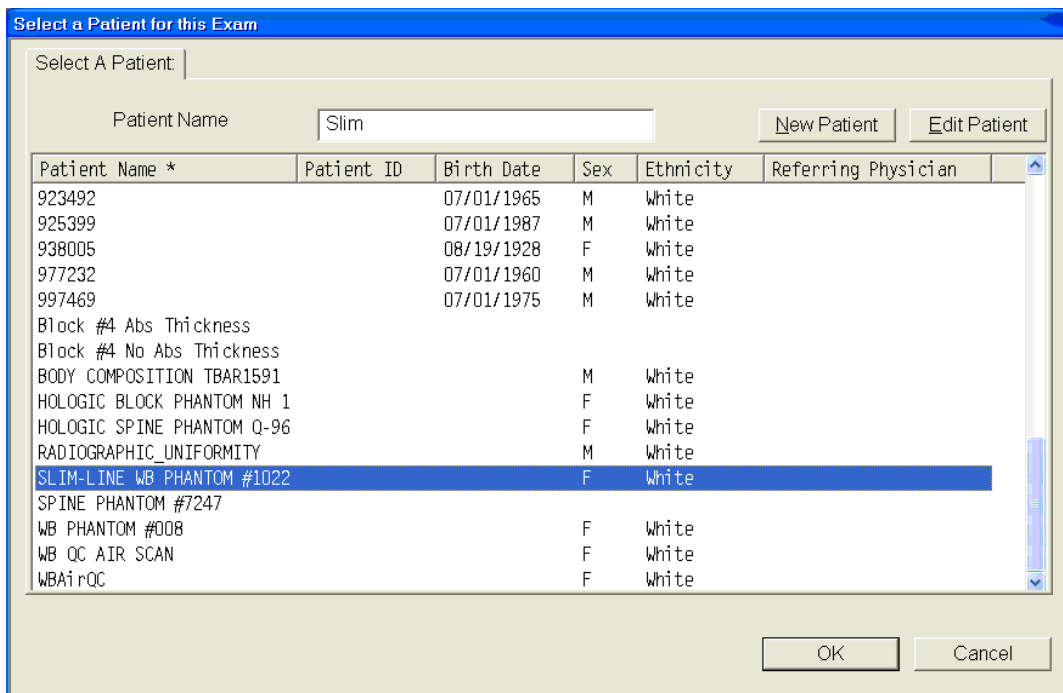 Select a Patient for this Exam
Select A Patient:
Patient Name Slim New Patient Edit Patient
Patient Name * Patient ID Birth Date Sex Ethnicity Referring Physician
923492 07/01/1965 M White
925399 07/01/1987 M White
938005 08/19/1928 F White
977232 07/01/1960 M White
997469 07/01/1975 M White
Block #4 Abs Thickness
Block #4 No Abs Thickness
BODY COMPOSITION TBAR1591 M White
HOLOGIC BLOCK PHANTOM NH 1 F White
HOLOGIC SPINE PHANTOM Q-96 F White
RADIOGRAPHIC_UNIFORMITY M White
SLIM-LINE WB PHANTOM #1022 F White
SPINE PHANTOM #7247
WB PHANTOM #008 F White
WB QC AIR SCAN F White
WBAirQC F White
OK Cancel